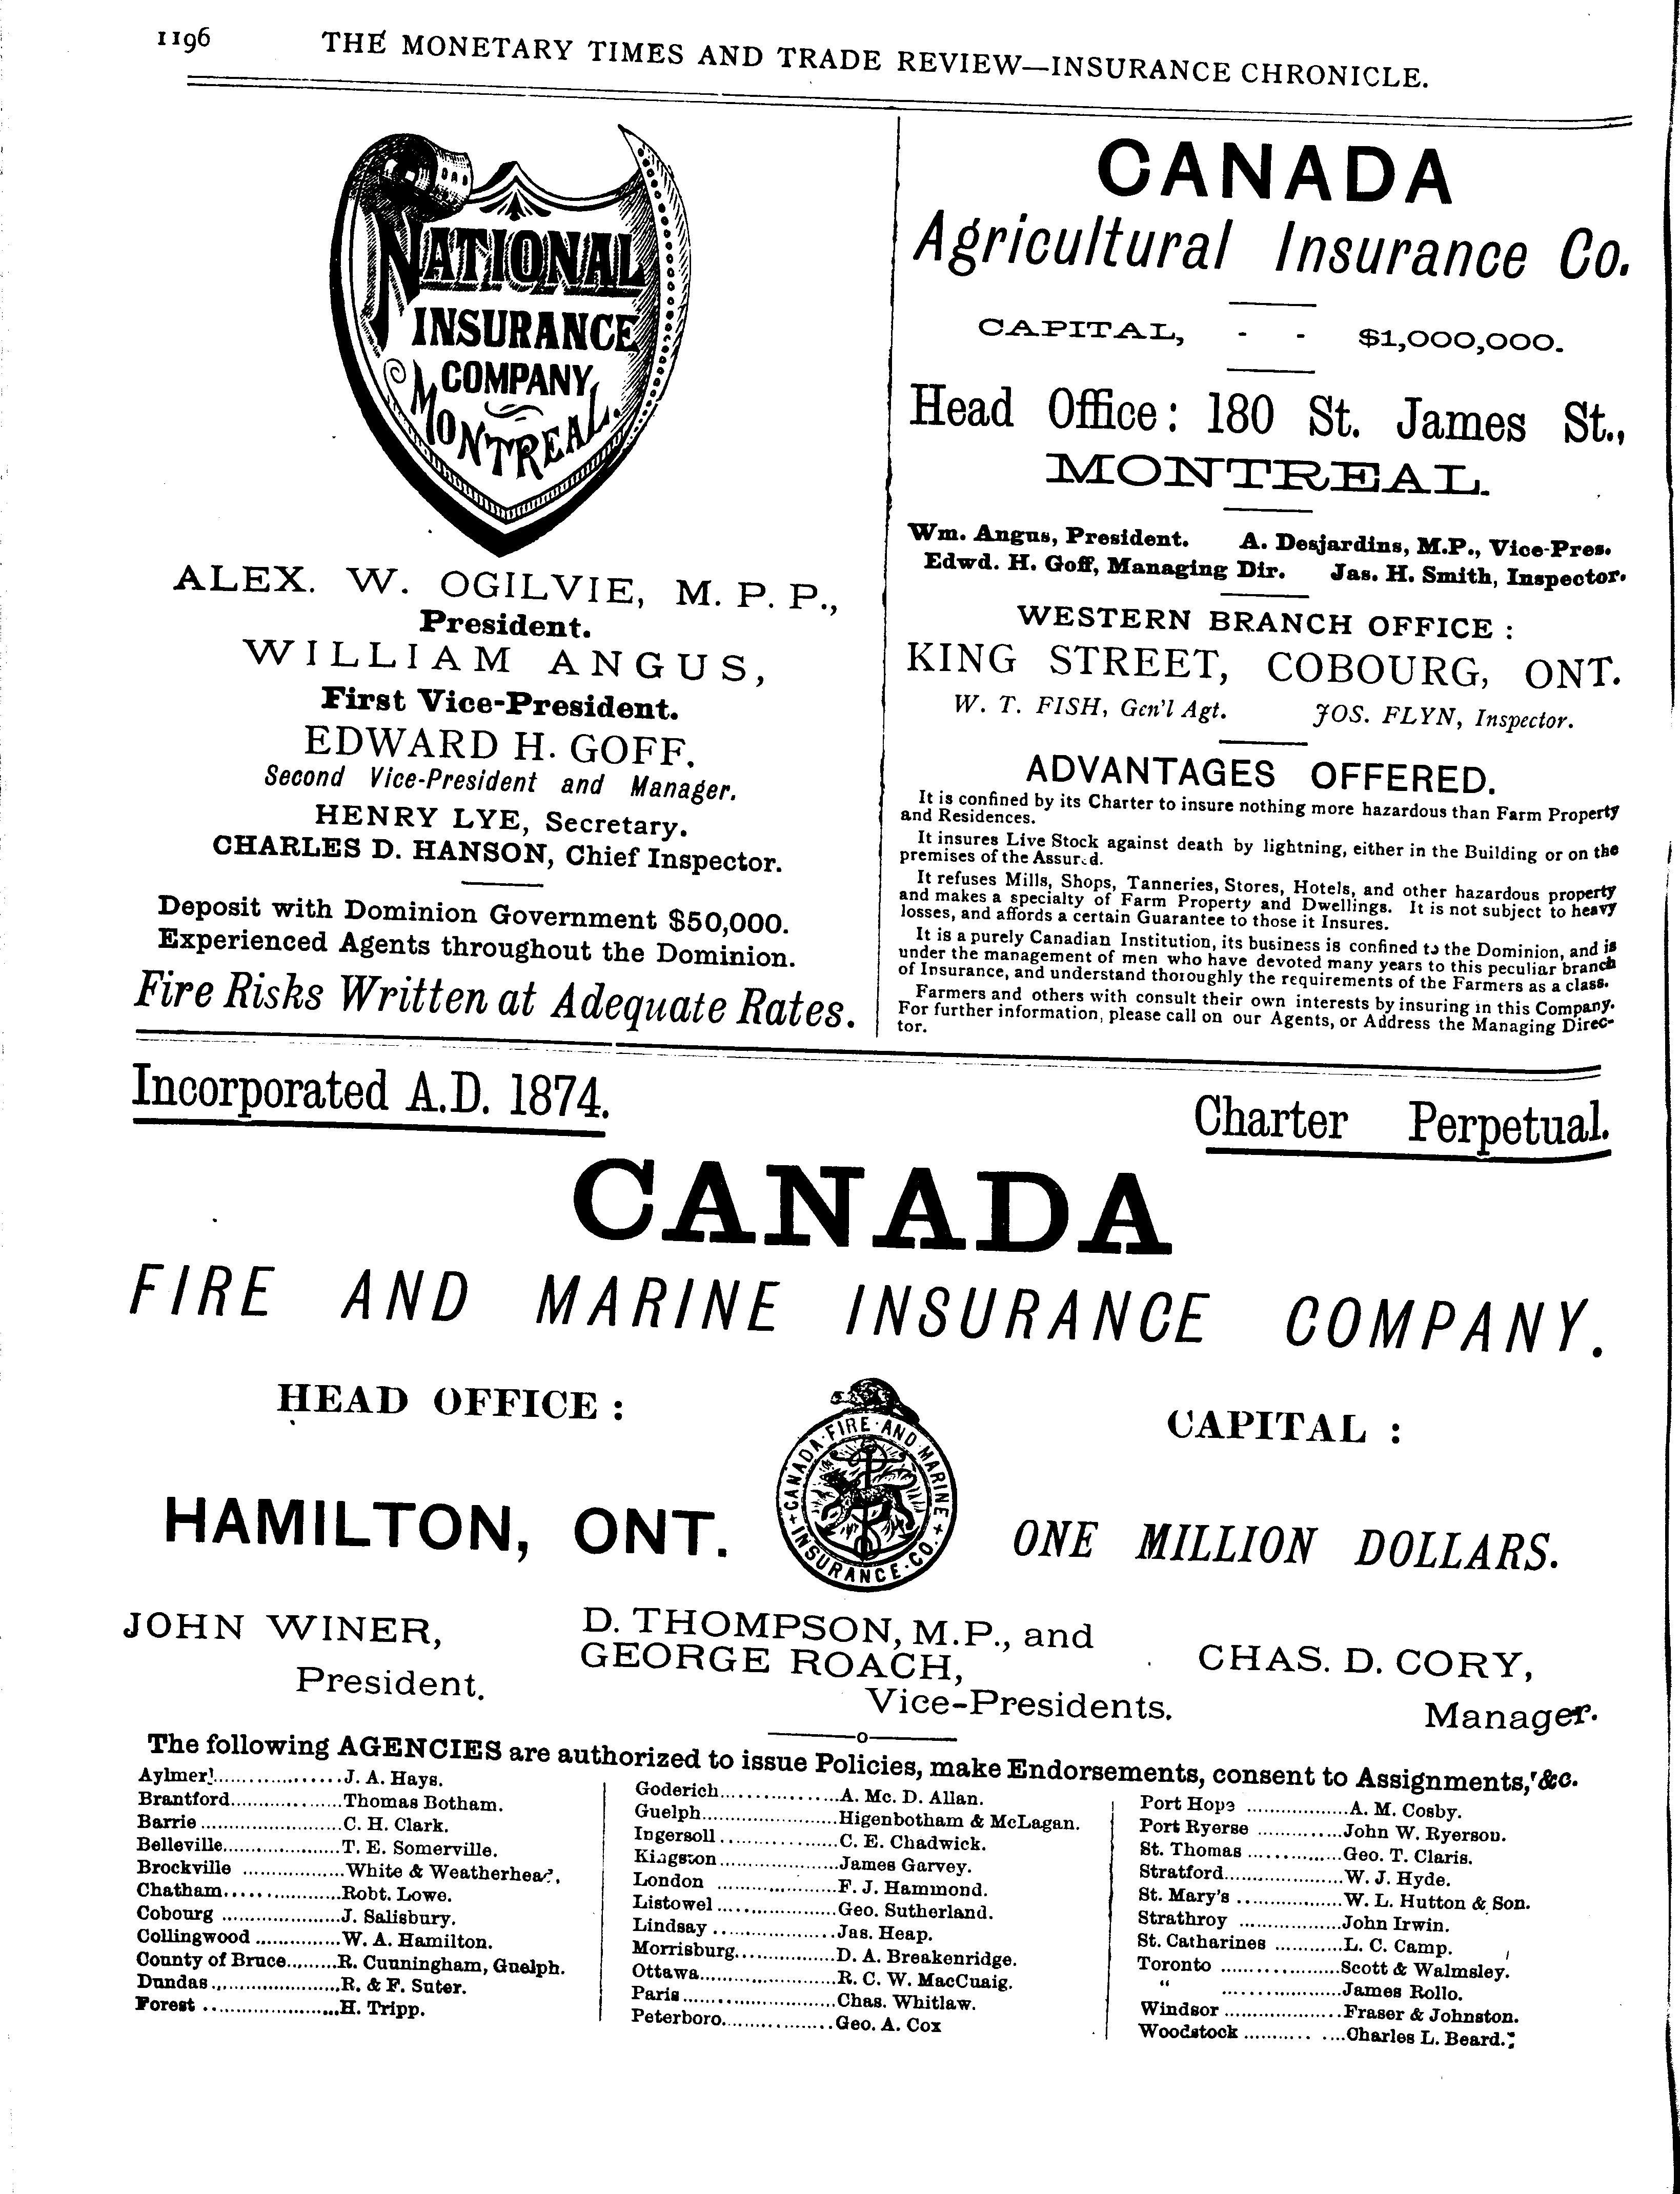 1196 THE MONETARY TIMES AND TRADE REVIEW—INSURANCE CHRONICLE.
NATIONAL
INSURANCE
COMPANY
MONTREAL.
ALEX. W. OGILVIE, M. P. P.,
President.
WILLIAM ANGUS,
First Vice-President.
EDWARD H. GOFF.
Second Vice-President and Manager.
HENRY LYE, Secretary.
CHARLES D. HANSON, Chief Inspector.
Deposit with Dominion Government $50,000.
Experienced Agents throughout the Dominion.
Fire Risks Written at Adequate Rates.
CANADA
Agricultural Insurance Co.
CAPITAL, - - $1,000,000.
Head Office: 180 St. James St.,
MONTREAL.
Wm. Angus, President. A. Desjardins, M.P., Vice-Pres.
Edwd. H. Goff, Managing Dir. Jas. H. Smith, Inspector.
WESTERN BRANCH OFFICE :
KING STREET, COBOURG, ONT.
W. T. FISH, Gen'l Agt. JOS. FLYN, Inspector.
ADVANTAGES OFFERED.
It is confined by its Charter to insure nothing more hazardous than Farm Property
and Residences.
It insures Live Stock against death by lightning, either in the Building or on the
premises of the Assured.
It refuses Mills, Shops, Tanneries, Stores, Hotels, and other hazardous property
and makes a specialty of Farm Property and Dwellings. It is not subject to heavy
losses, and affords a certain Guarantee to those it Insures.
It is a purely Canadian Institution, its business is confined to the Dominion, and is
under the management of men who have devoted many years to this peculiar branch
of Insurance, and understand thoroughly the requirements of the Farmers as a class.
Farmers and others with consult their own interests by insuring in this Company.
For further information, please call on our Agents, or Address the Managing Direc-
tor.
Incorporated A.D. 1874. Charter Perpetual.
CANADA
FIRE AND MARINE INSURANCE COMPANY.
HEAD OFFICE :
HAMILTON, ONT.
CANADA·FIRE·AND·MARINE+INSURANCE·CO.+
CAPITAL :
ONE MILLION DOLLARS.
JOHN WINER,
President.
D. THOMPSON, M.P., and
GEORGE ROACH,
Vice-Presidents.
CHAS. D. CORY,
Manager.
The following AGENCIES are authorized to issue Policies, make Endorsements, consent to Assignments, &c.
Aylmer.....................J. A. Hays.
Brantford..................Thomas Botham.
Barrie.........................C. H. Clark.
Belleville.....................T. E. Somerville.
Brockville ..................White & Weatherhead.
Chatham....................Robt. Lowe.
Cobourg .....................J. Salisbury.
Collingwood...............W. A. Hamilton.
County of Bruce.........R. Cunningham, Guelph.
Dundas.......................R. & F. Suter.
Forest ........................H. Tripp.
Goderich.....................A. Mc. D. Allan.
Guelph........................Higenbotham & McLagan.
Ingersoll.....................C. E. Chadwick.
Kingston.....................James Garvey.
London ......................F. J. Hammond.
Listowel.....................Geo. Sutherland.
Lindsay......................Jas. Heap.
Morrisburg..................D. A. Breakenridge.
Ottawa........................R. C. W. MacCuaig.
Paris...........................Chas. Whitlaw.
Peterboro....................Geo. A. Cox
Port Hope ..................A. M. Cosby.
Port Ryerse ...............John W. Ryerson.
St. Thomas.................Geo. T. Claris.
Stratford.....................W. J. Hyde.
St. Mary's...................W. L. Hutton & Son.
Strathroy ..................John Irwin.
St. Catharines ............L. C. Camp.
Toronto .....................Scott & Walmsley.
" .....................James Rollo.
Windsor .....................Fraser & Johnston.
Woodstock..................Charles L. Beard.